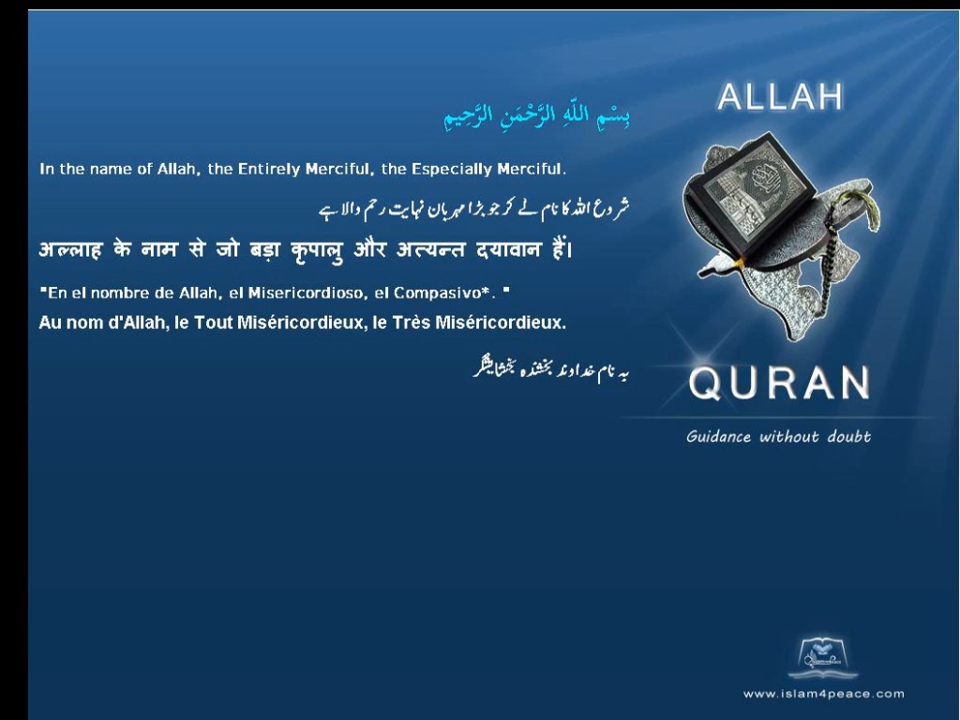 بِسْمِ اللّهِ الرَّحْمَنِ الرَّحِيمِ
In the name of Allah, the Entirely Merciful, the Especially Merciful.
شروع الله کا نام لے کر جو بڑا مہربان نہایت رحم والا ہے
अल्लाह के नाम से जो बड़ा कृपालु और अत्यन्त दयावान हैं।
"En el nombre de Allah, el Misericordioso, el Compasivo*. "
Au nom d'Allah, le Tout Miséricordieux, le Très Miséricordieux.
به نام خداوند بخشنده بخشایشگر
ALLAH
QURAN
Guidance without doubt
www.islam4peace.com